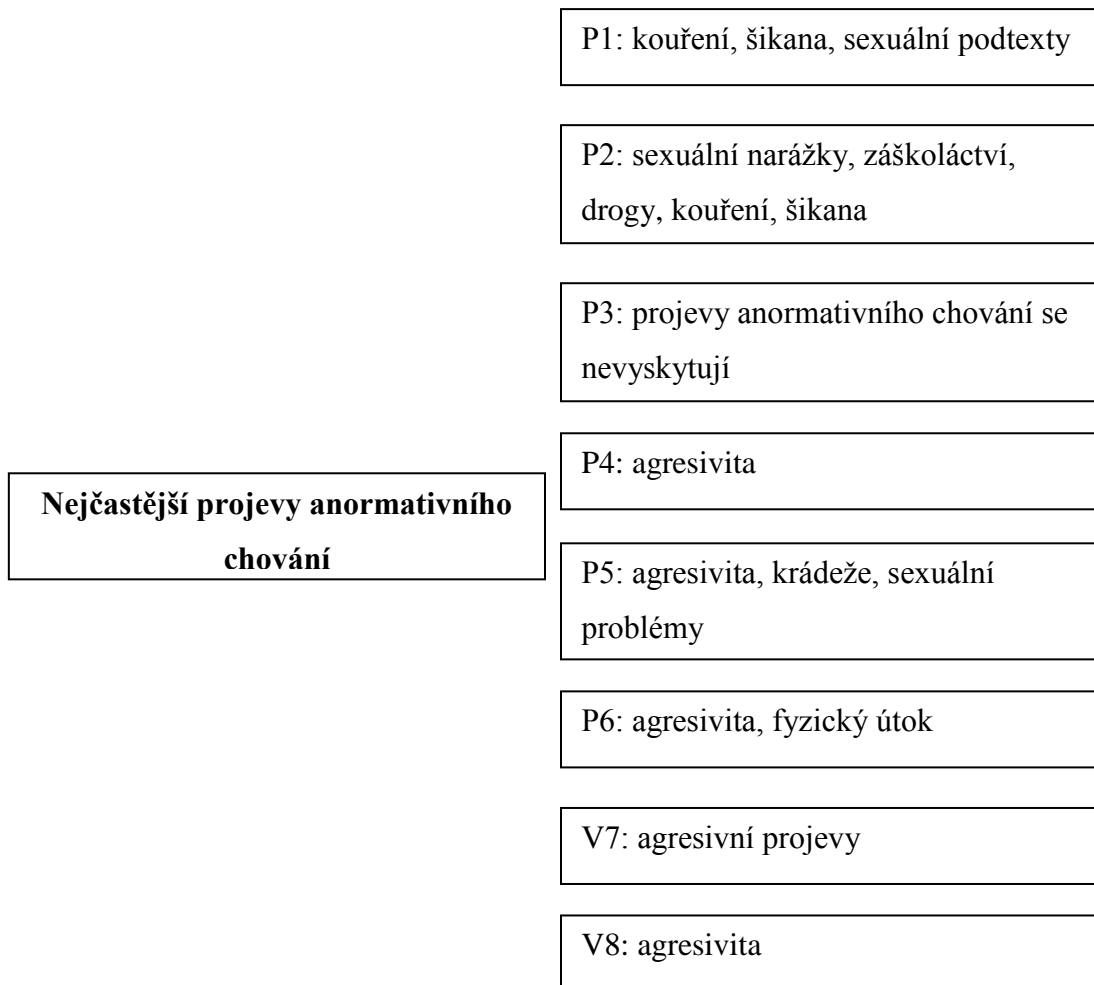 P1: kouření, šikana, sexuální podtexty
P2: sexuální narážky, záškoláctví,
drogy, kouření, šikana
P3: projevy anormativního chování se
nevyskytují
P4: agresivita
Nejčastější projevy anormativního
chování
P5: agresivita, krádeže, sexuální
problémy
P6: agresivita, fyzický útok
V7: agresivní projevy
V8: agresivita